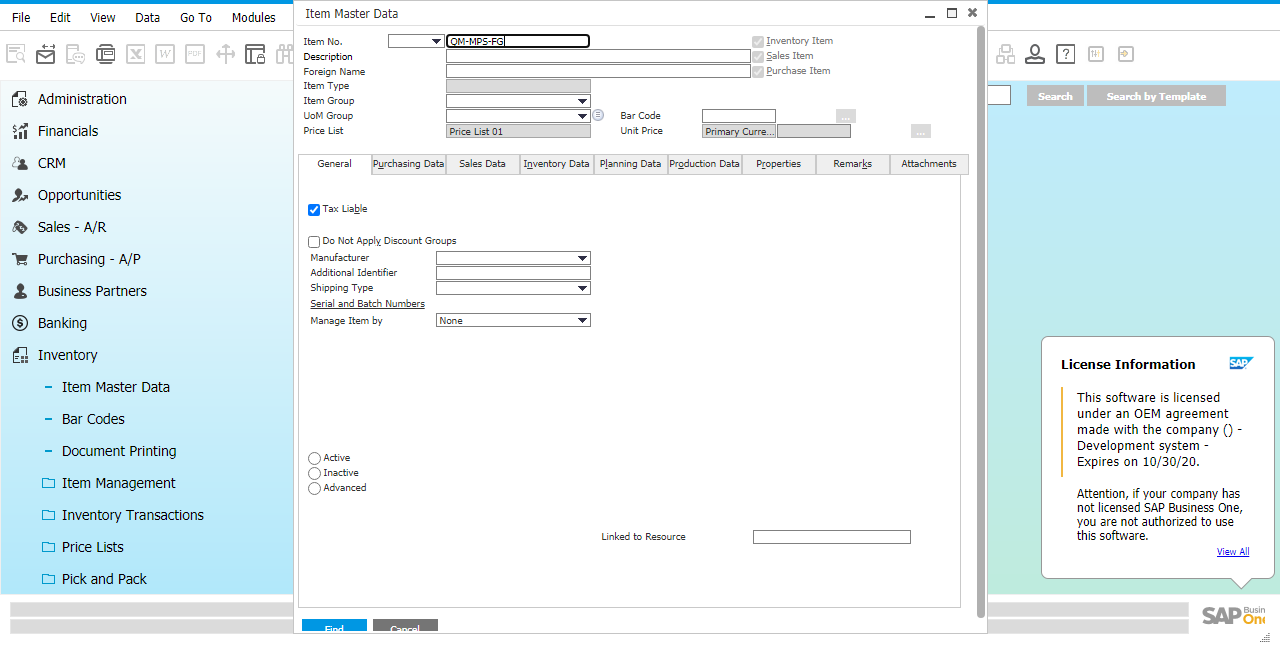 File Edit View Data Go To Modules
Item Master Data
Item No. OM-MPS-FG Inventory Item
Description Sales Item
Foreign Name Purchase Item
Item Type
Item Group
UoM Group Bar Code ...
Price List Price List 01 Unit Price Primary Curre... ...
Search Search by Template
General Purchasing Data Sales Data Inventory Data Planning Data Production Data Properties Remarks Attachments
Tax Liable
Do Not Apply Discount Groups
Manufacturer
Additional Identifier
Shipping Type
Serial and Batch Numbers
Manage Item by None
Active
Inactive
Advanced
Linked to Resource
Find Cancel
Administration
Financials
CRM
Opportunities
Sales - A/R
Purchasing - A/P
Business Partners
Banking
Inventory
Item Master Data
Bar Codes
Document Printing
Item Management
Inventory Transactions
Price Lists
Pick and Pack
License Information SAP
This software is licensed
under an OEM agreement
made with the company () -
Development system -
Expires on 10/30/20.
Attention, if your company has
not licensed SAP Business One,
you are not authorized to use
this software.
View All
SAP Busin
One